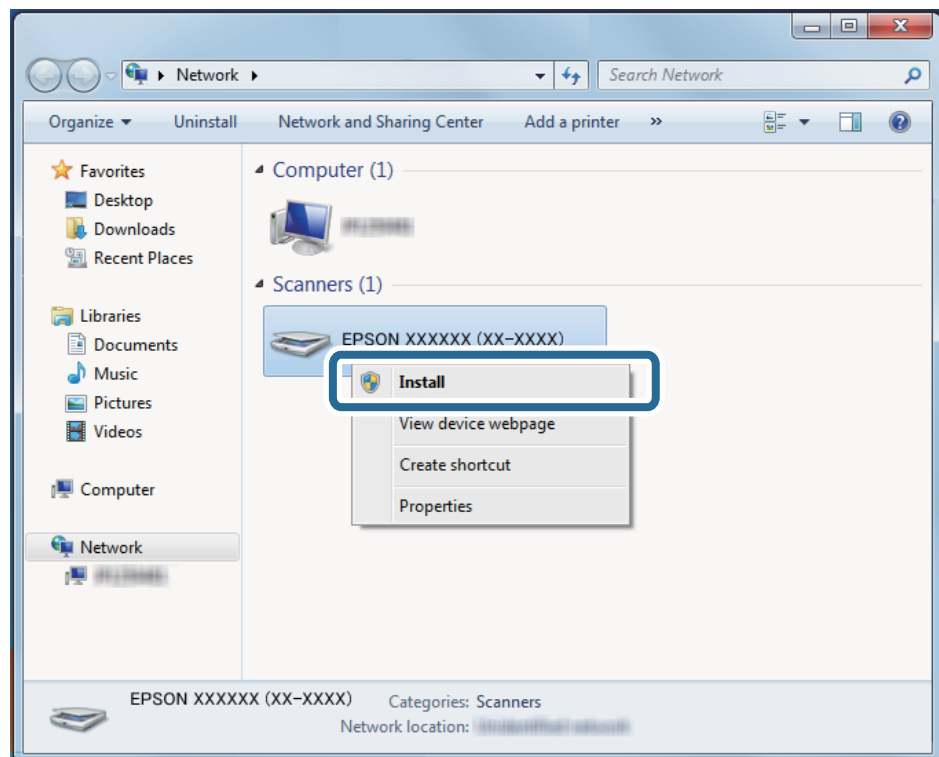 Network
Search Network
Organize Uninstall Network and Sharing Center Add a printer »
Favorites
Desktop
Downloads
Recent Places
Libraries
Documents
Music
Pictures
Videos
Computer
Network
Computer (1)
Scanners (1)
EPSON XXXXXX (XX-XXXX)
Install
View device webpage
Create shortcut
Properties
EPSON XXXXXX (XX-XXXX) Categories: Scanners
Network location: